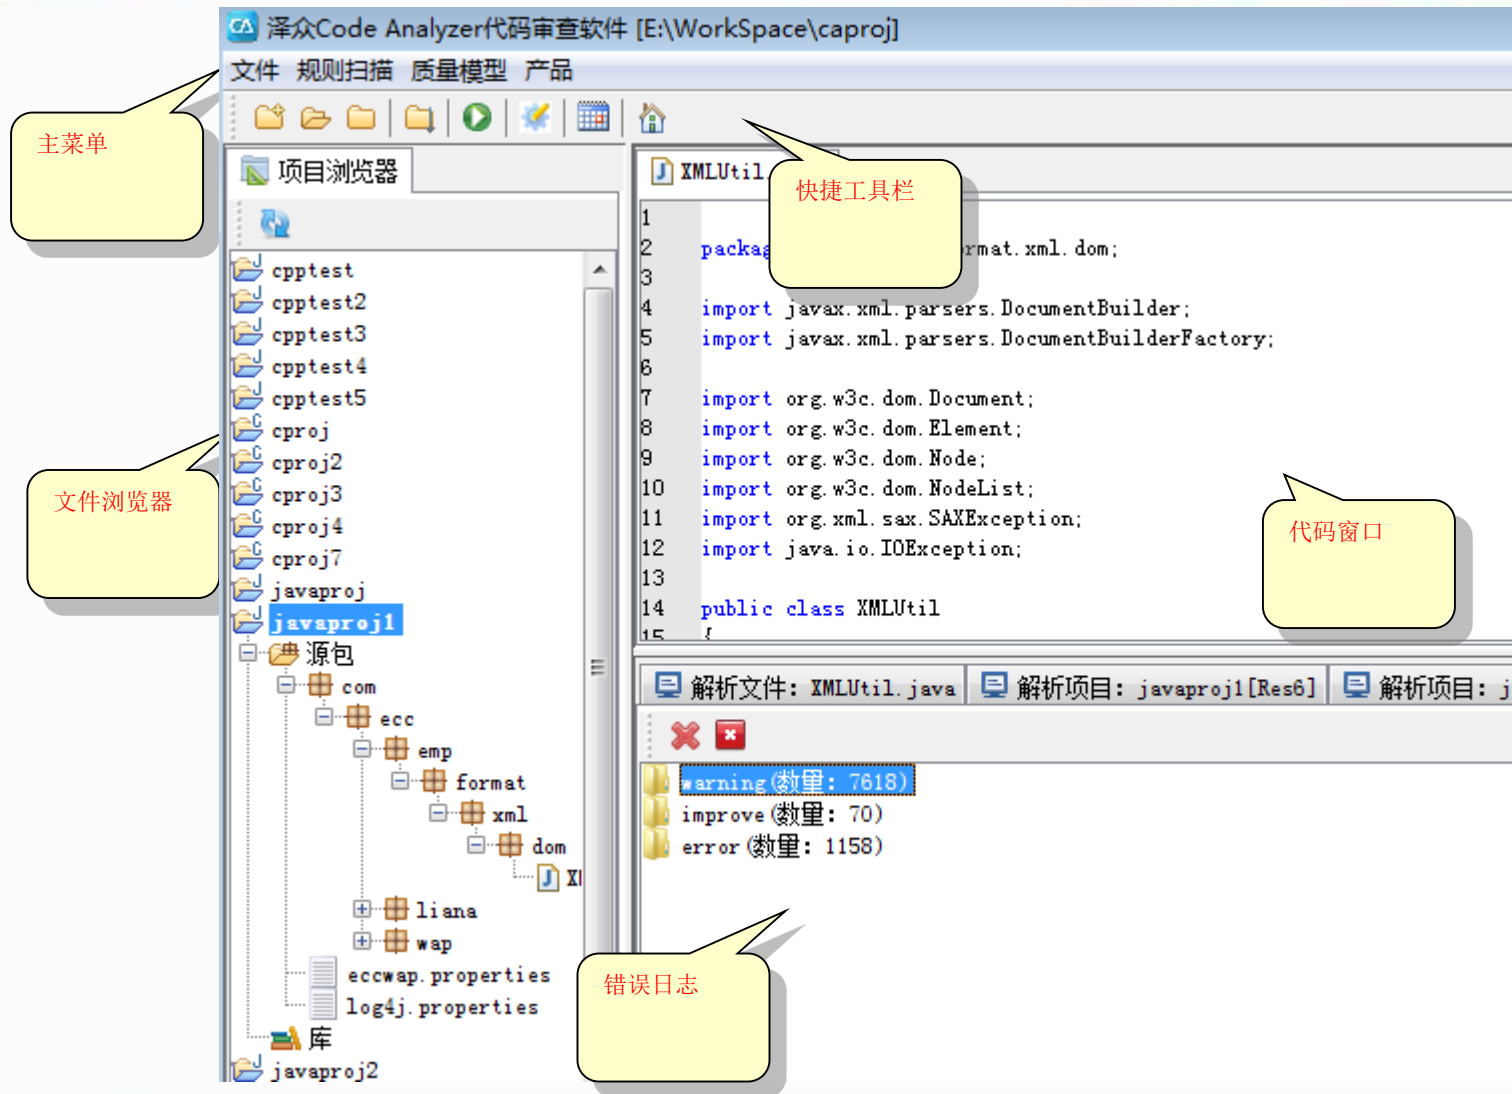 泽众Code Analyzer代码审查软件 [E:\WorkSpace\caproj]
文件 规则扫描 质量模型 产品
主菜单
快捷工具栏
项目浏览器
cpptest
cpptest2
cpptest3
cpptest4
cpptest5
cproj
cproj2
cproj3
cproj4
cproj7
javaproj
javaproj1
源包
com
ecc
emp
format
xml
dom
liana
wap
eccwap.properties
log4j.properties
库
javaproj2
文件浏览器
XMLUtil.
1
2 packag rmat.xml.dom;
3
4 import javax.xml.parsers.DocumentBuilder;
5 import javax.xml.parsers.DocumentBuilderFactory;
6
7 import org.w3c.dom.Document;
8 import org.w3c.dom.Element;
9 import org.w3c.dom.Node;
10 import org.w3c.dom.NodeList;
11 import org.xml.sax.SAXException;
12 import java.io.IOException;
13
14 public class XMLUtil
15 {
代码窗口
解析文件: XMLUtil.java 解析项目: javaproj1[Res6] 解析项目: j
warning(数量: 7618)
improve(数量: 70)
error(数量: 1158)
错误日志